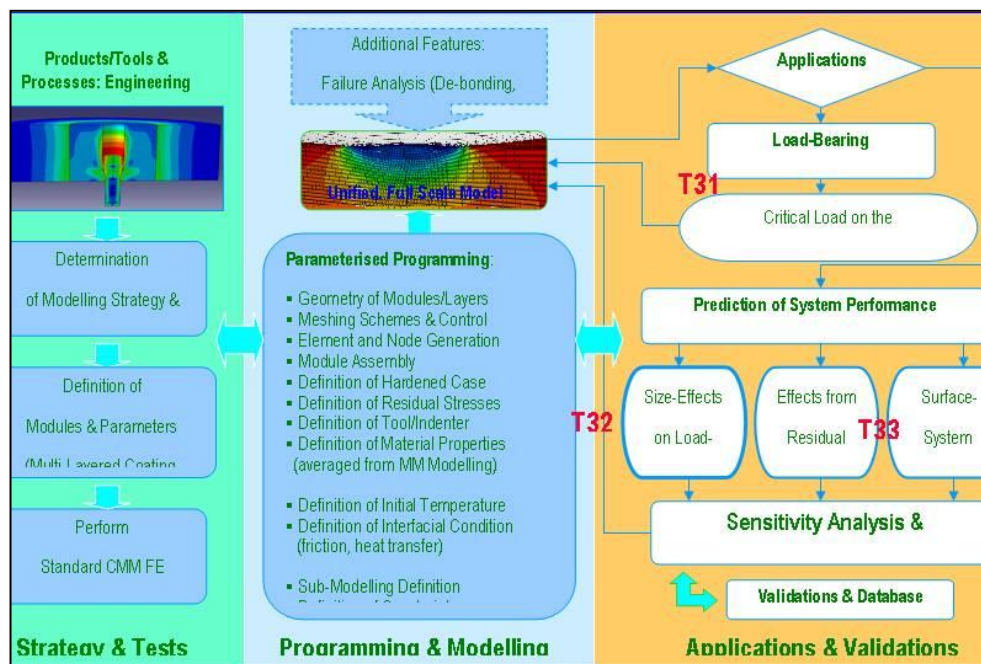 Products/Tools &
Processes: Engineering
Determination
of Modelling Strategy &
Definition of
Modules & Parameters
(Multi Layered Coating
Perform
Standard CMM FE
Strategy & Tests
Additional Features:
Failure Analysis (De-bonding,
Unified, Full Scale Model
Parameterised Programming:
▪ Geometry of Modules/Layers
▪ Meshing Schemes & Control
▪ Element and Node Generation
▪ Module Assembly
▪ Definition of Hardened Case
▪ Definition of Residual Stresses
▪ Definition of Tool/Indenter
▪ Definition of Material Properties
(averaged from MM Modelling)
▪ Definition of Initial Temperature
▪ Definition of Interfacial Condition
(friction, heat transfer)
▪ Sub-Modelling Definition
Programming & Modelling
Applications
Load-Bearing
T31
Critical Load on the
Prediction of System Performance
T32
Size-Effects
on Load-
Effects from
Residual
T33
Surface-
System
Sensitivity Analysis &
Validations & Database
Applications & Validations